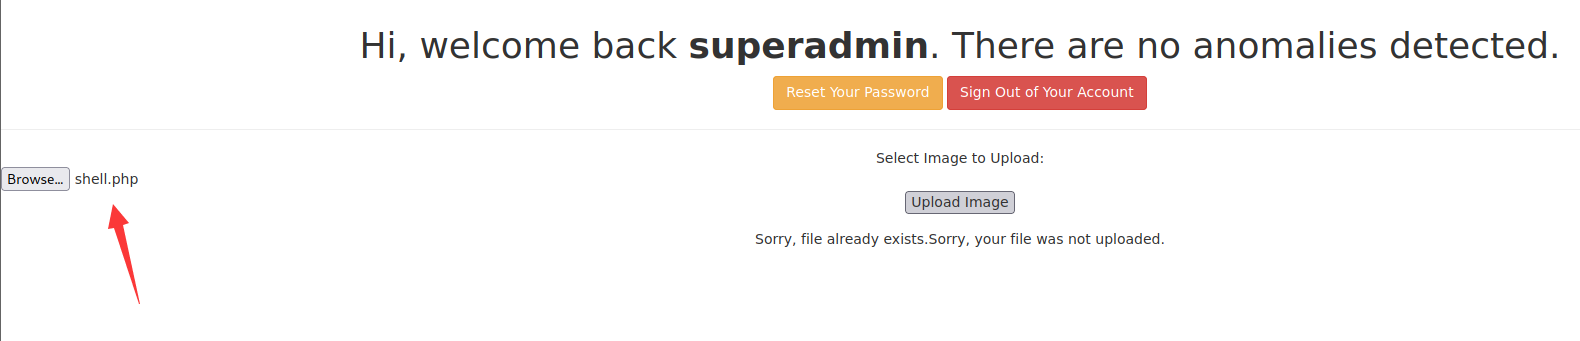 Hi, welcome back superadmin. There are no anomalies detected.
Reset Your Password Sign Out of Your Account
Select Image to Upload:
Browse... shell.php
Upload Image
Sorry, file already exists.Sorry, your file was not uploaded.